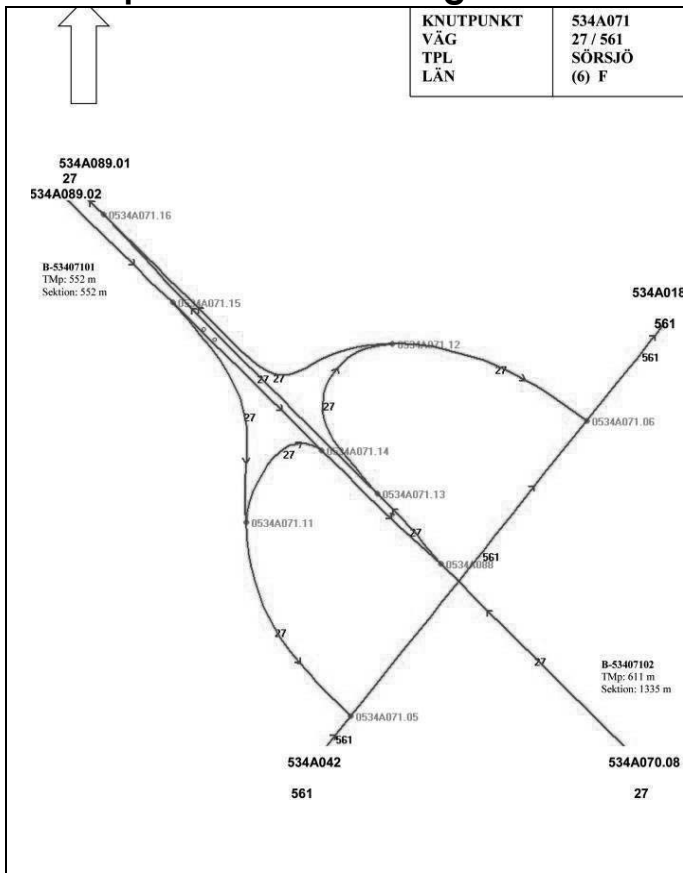 KNUTPUNKT 534A071
VÄG 27 / 561
TPL SÖRSJÖ
LÄN (6) F
534A089.01
27
534A089.02
0534A071.16
B-53407101
TMp: 552 m
Sektion: 552 m
534A018
0534A071.15
561
561
0534A071.12
27
27 27
27
27
0534A071.06
0534A071.14
27
0534A071.13
0534A071.11
27
561
0534A088
27
27
B-53407102
TMp: 611 m
Sektion: 1335 m
0534A071.05
561
534A042
534A070.08
561
27